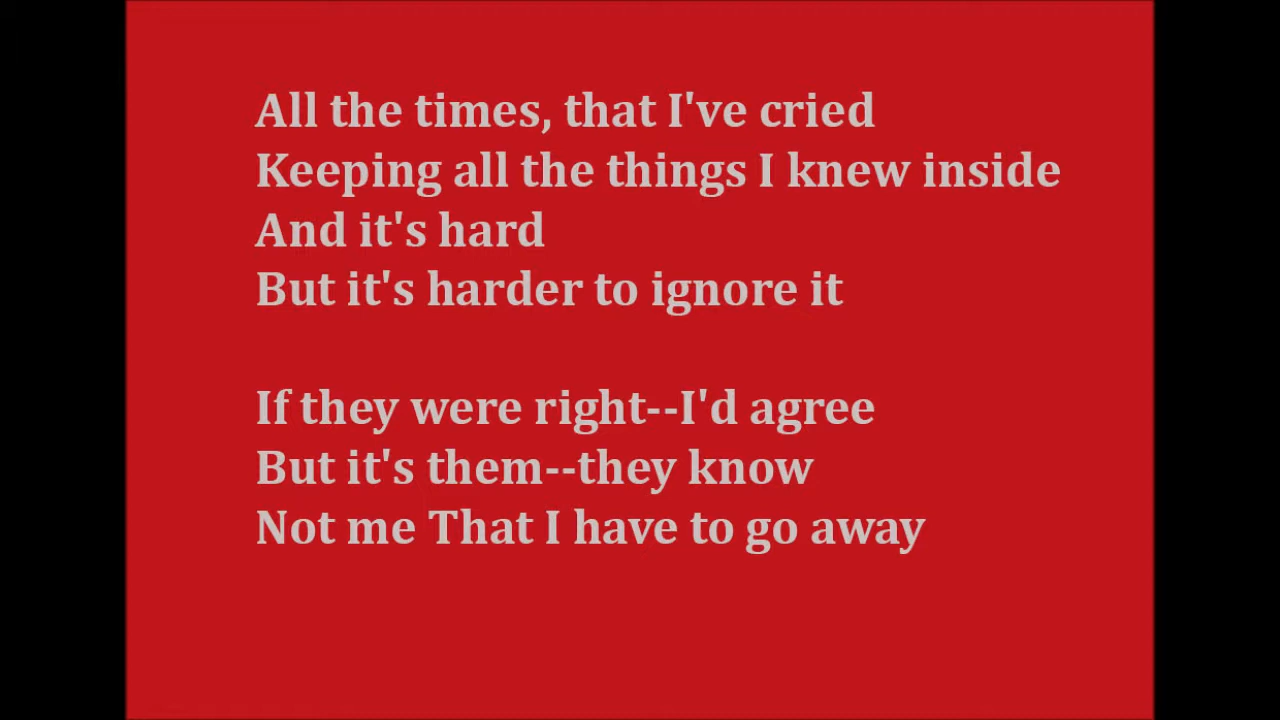 All the times, that I've cried
Keeping all the things I knew inside
And it's hard
But it's harder to ignore it
If they were right--I'd agree
But it's them--they know
Not me That I have to go away